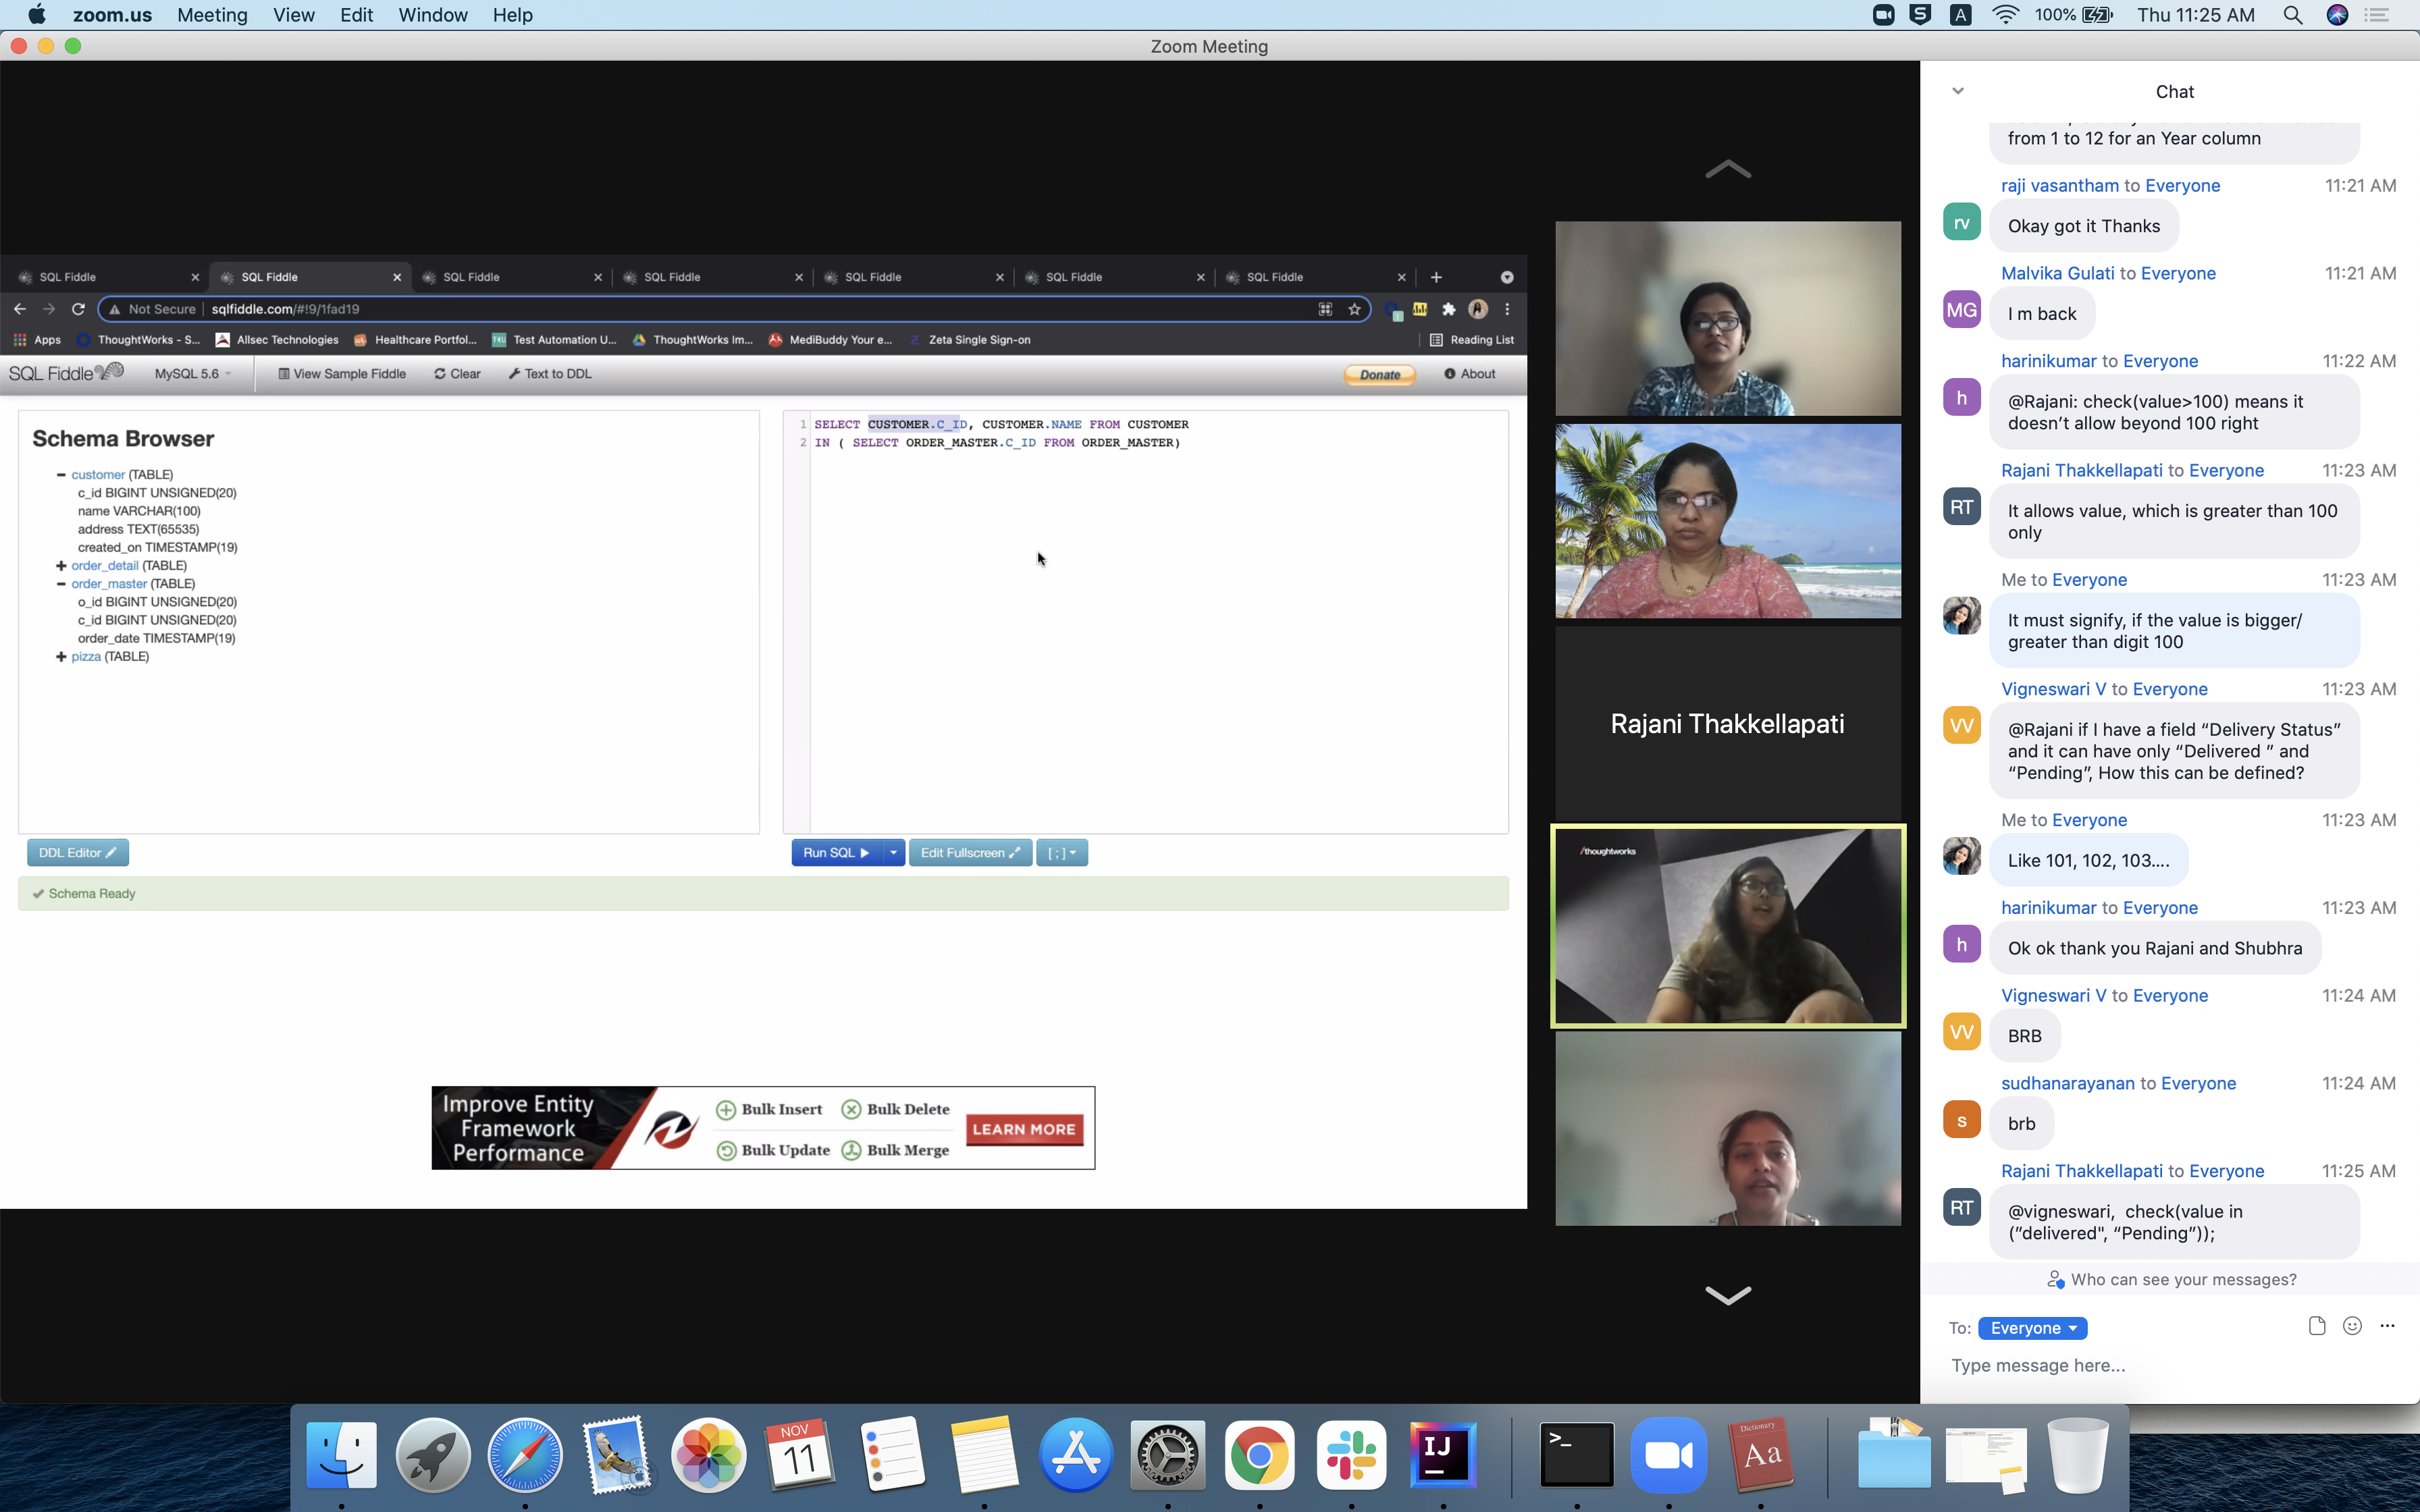 zoom.us Meeting View Edit Window Help
100% Thu 11:25 AM
Zoom Meeting
SQL Fiddle SQL Fiddle SQL Fiddle SQL Fiddle SQL Fiddle SQL Fiddle SQL Fiddle
Not Secure sqlfiddle.com/#!9/1fad19
Apps ThoughtWorks - S... Allsec Technologies Healthcare Portfol... Test Automation U... ThoughtWorks Im... MediBuddy Your e... Zeta Single Sign-on Reading List
SQL Fiddle MySQL 5.6 View Sample Fiddle Clear Text to DDL Donate About
Schema Browser
customer (TABLE)
c_id BIGINT UNSIGNED(20)
name VARCHAR(100)
address TEXT(65535)
created_on TIMESTAMP(19)
order_detail (TABLE)
order_master (TABLE)
o_id BIGINT UNSIGNED(20)
c_id BIGINT UNSIGNED(20)
order_date TIMESTAMP(19)
pizza (TABLE)
1 SELECT CUSTOMER.C_ID, CUSTOMER.NAME FROM CUSTOMER
2 IN ( SELECT ORDER_MASTER.C_ID FROM ORDER_MASTER)
DDL Editor
Run SQL Edit Fullscreen [ ; ]
Schema Ready
Improve Entity
Framework
Performance
Bulk Insert Bulk Delete
Bulk Update Bulk Merge
LEARN MORE
Rajani Thakkellapati
/thoughtworks
Chat
from 1 to 12 for an Year column
raji vasantham to Everyone 11:21 AM
rv
Okay got it Thanks
Malvika Gulati to Everyone 11:21 AM
MG
I m back
harinikumar to Everyone 11:22 AM
h
@Rajani: check(value>100) means it
doesn’t allow beyond 100 right
Rajani Thakkellapati to Everyone 11:23 AM
RT
It allows value, which is greater than 100
only
Me to Everyone 11:23 AM
It must signify, if the value is bigger/
greater than digit 100
Vigneswari V to Everyone 11:23 AM
VV
@Rajani if I have a field “Delivery Status”
and it can have only “Delivered ” and
“Pending”, How this can be defined?
Me to Everyone 11:23 AM
Like 101, 102, 103....
harinikumar to Everyone 11:23 AM
h
Ok ok thank you Rajani and Shubhra
Vigneswari V to Everyone 11:24 AM
VV
BRB
sudhanarayanan to Everyone 11:24 AM
s
brb
Rajani Thakkellapati to Everyone 11:25 AM
RT
@vigneswari, check(value in
("delivered", “Pending”));
Who can see your messages?
To: Everyone
Type message here...
NOV
11
IJ
>_
Dictionary
Aa